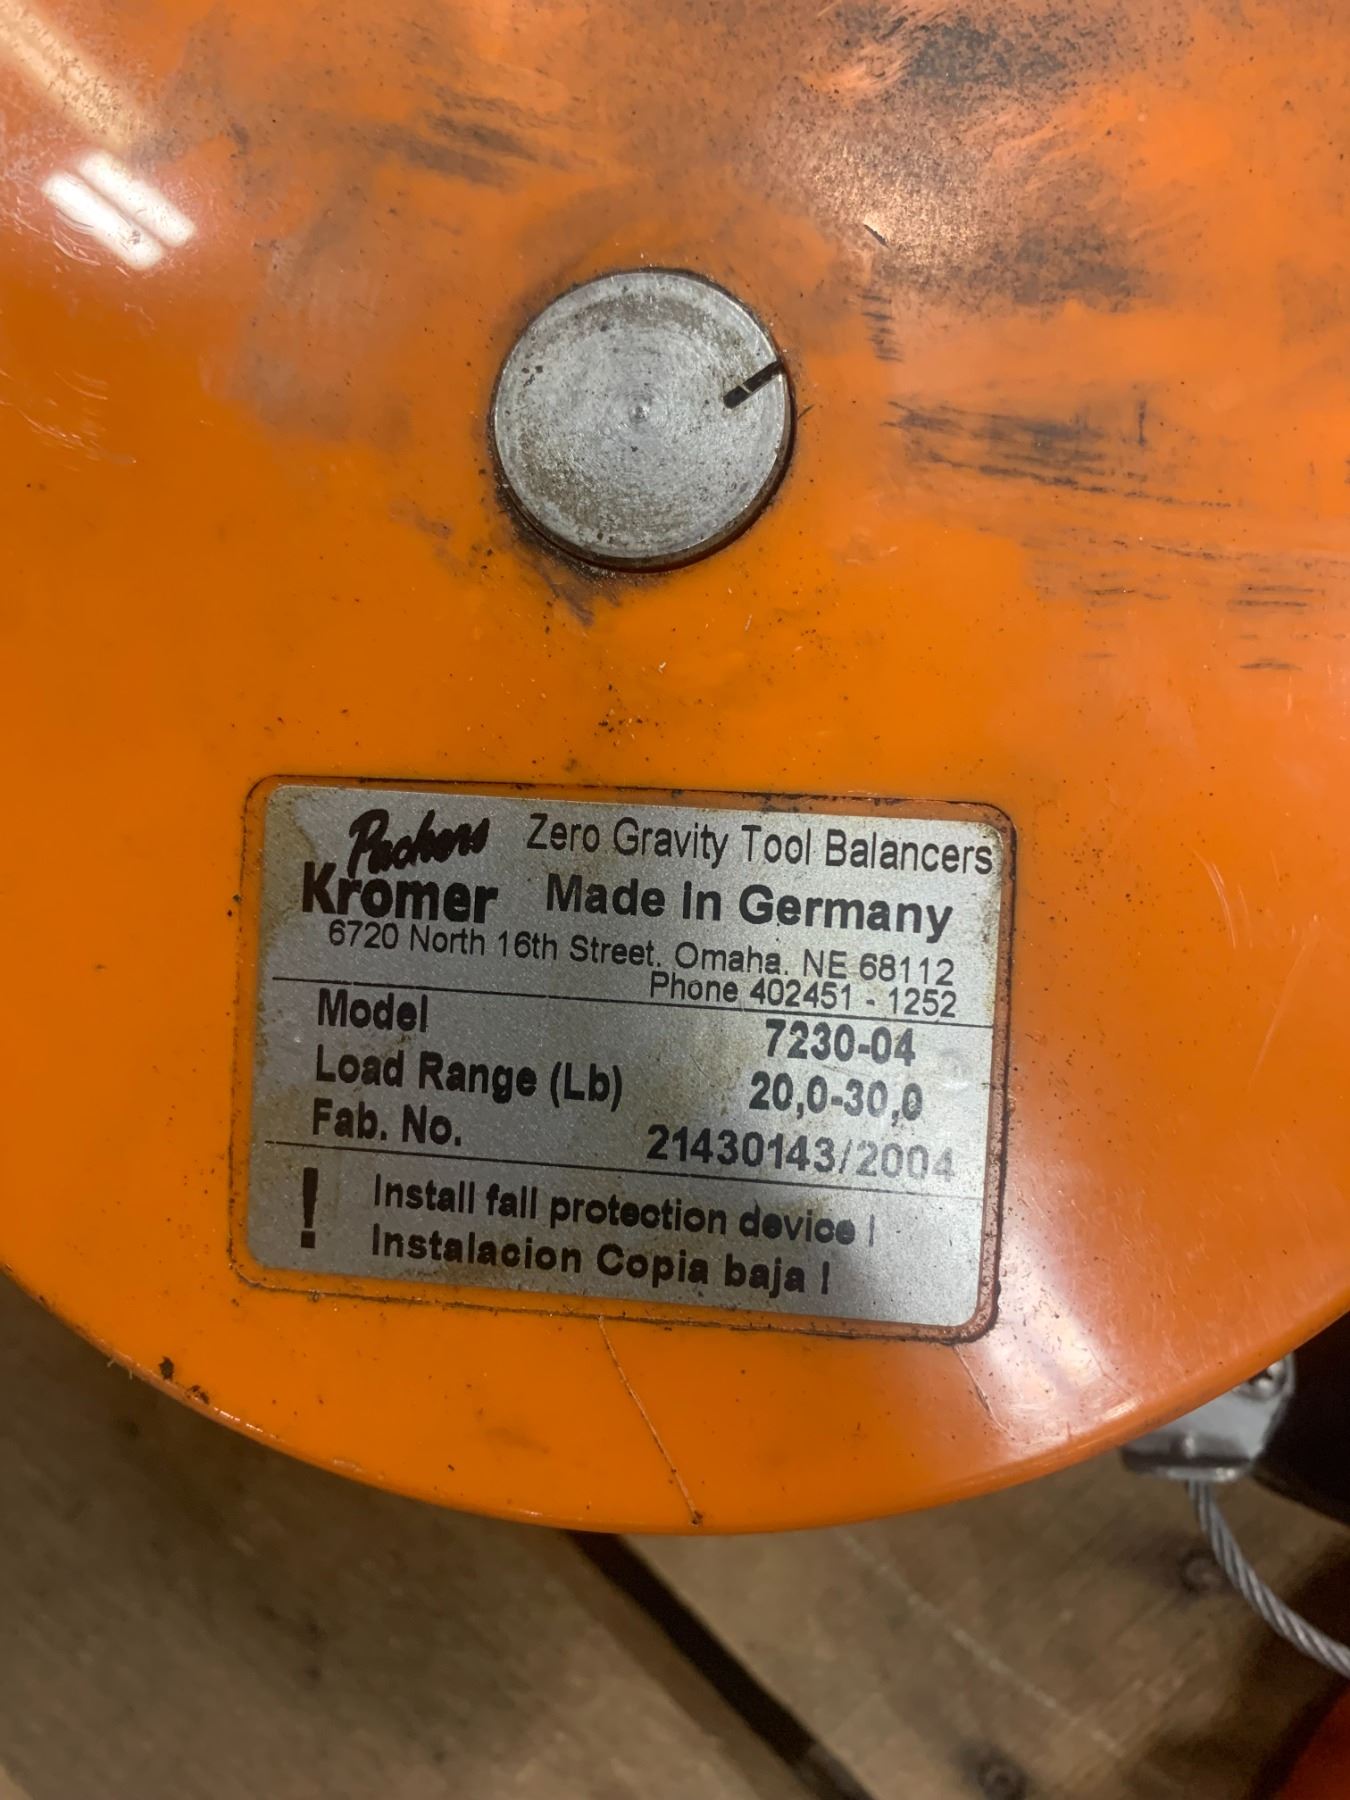 Packers Zero Gravity Tool Balancers
Kromer Made in Germany
6720 North 16th Street. Omaha. NE 68112
Phone 402451 - 1252
Model 7230-04
Load Range (Lb) 20,0-30,0
Fab. No. 21430143/2004
! Install fall protection device !
Instalacion Copia baja !